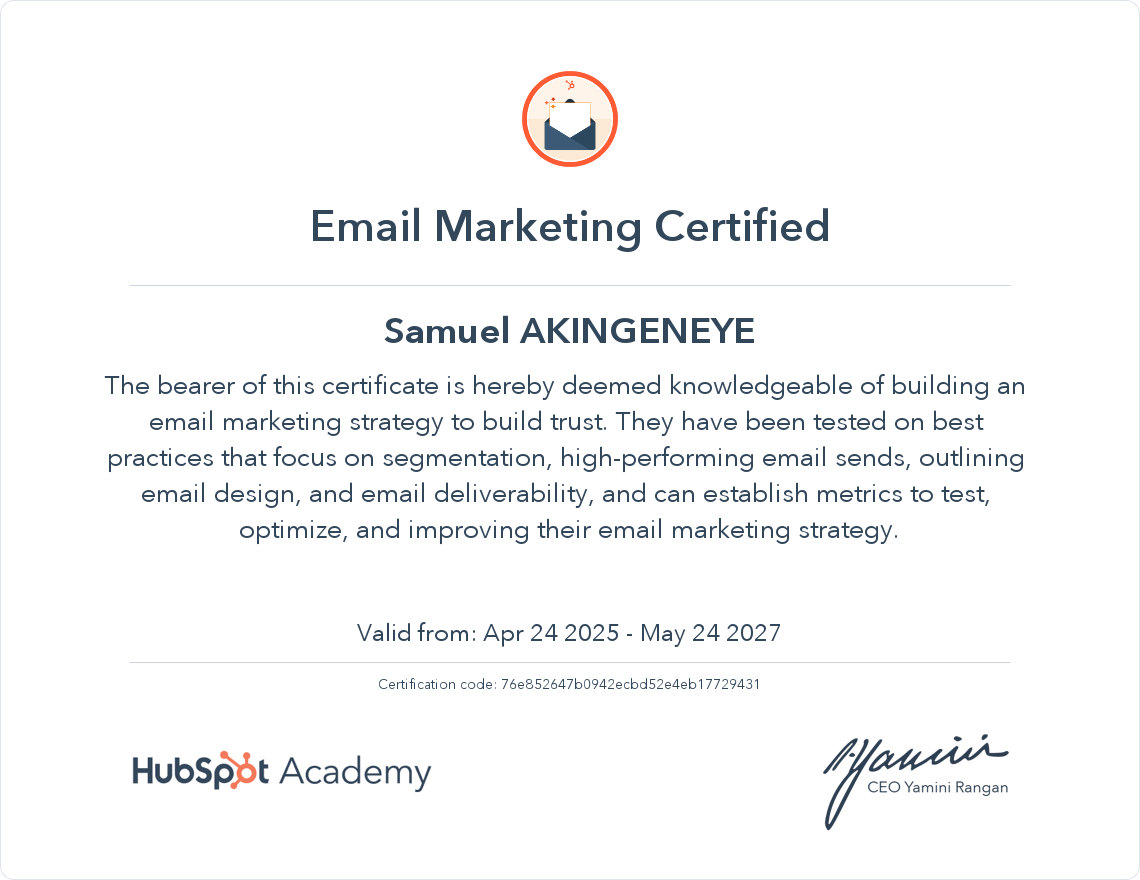 Email Marketing Certified
Samuel AKINGENEYE
The bearer of this certificate is hereby deemed knowledgeable of building an
email marketing strategy to build trust. They have been tested on best
practices that focus on segmentation, high-performing email sends, outlining
email design, and email deliverability, and can establish metrics to test,
optimize, and improving their email marketing strategy.
Valid from: Apr 24 2025 - May 24 2027
Certification code: 76e852647b0942ecbd52e4eb17729431
HubSpot Academy
CEO Yamini Rangan